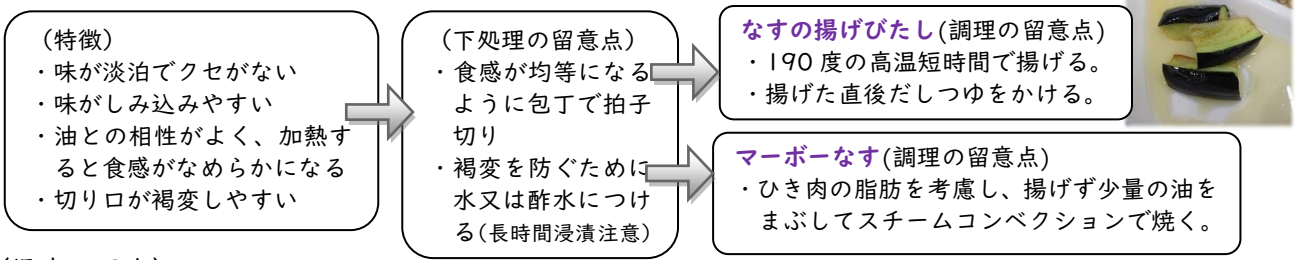 (特徴)
・味が淡泊でクセがない
・味がしみ込みやすい
・油との相性がよく、加熱す
ると食感がなめらかになる
・切り口が褐変しやすい
(下処理の留意点)
・食感が均等になる
ように包丁で拍子
切り
・褐変を防ぐために
水又は酢水につけ
る(長時間浸漬注意)
なすの揚げびたし(調理の留意点)
・190度の高温短時間で揚げる。
・揚げた直後だしつゆをかける。
マーボーなす(調理の留意点)
・ひき肉の脂肪を考慮し、揚げず少量の油を
まぶしてスチームコンベクションで焼く。